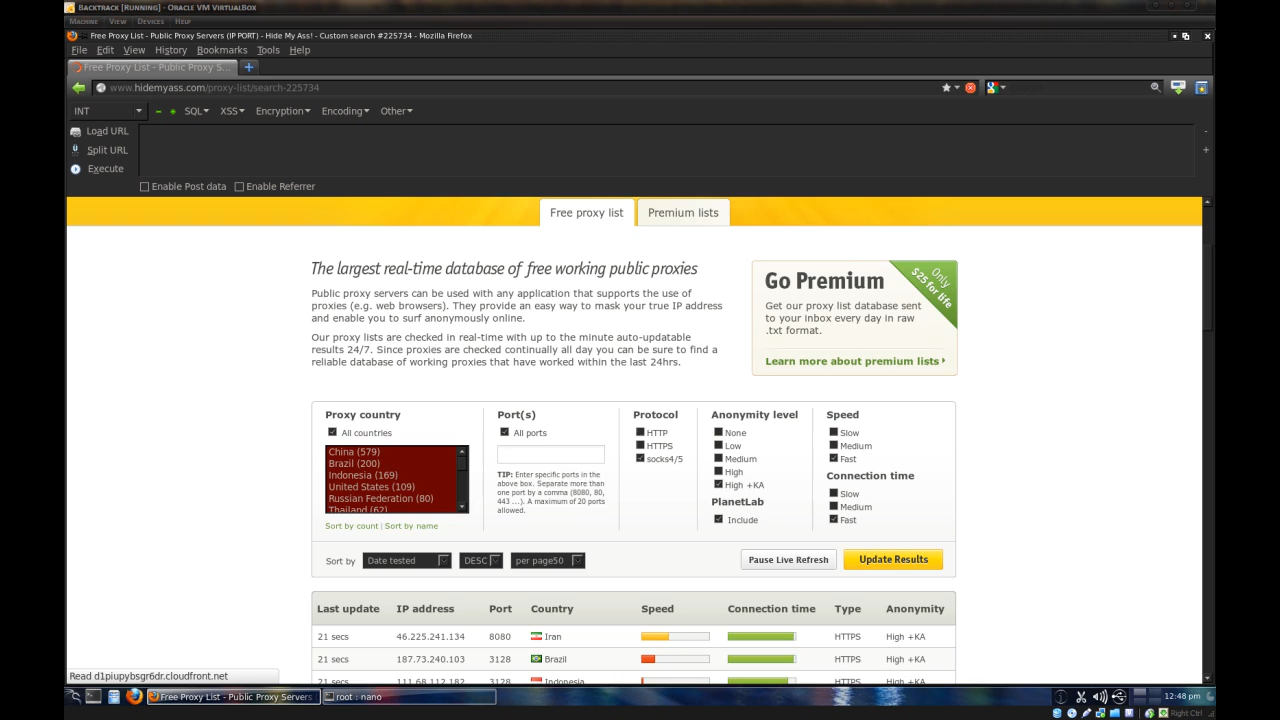 Backtrack [Running] - Oracle VM VirtualBox
Machine View Devices Help
Free Proxy List - Public Proxy Servers (IP PORT) - Hide My Ass! - Custom search #225734 - Mozilla Firefox
File Edit View History Bookmarks Tools Help
Free Proxy List - Public Proxy S...
www.hidemyass.com/proxy-list/search-225734
INT SQL XSS Encryption Encoding Other
Load URL
Split URL
Execute
Enable Post data Enable Referrer
Free proxy list Premium lists
The largest real-time database of free working public proxies
Public proxy servers can be used with any application that supports the use of
proxies (e.g. web browsers). They provide an easy way to mask your true IP address
and enable you to surf anonymously online.
Our proxy lists are checked in real-time with up to the minute auto-updatable
results 24/7. Since proxies are checked continually all day you can be sure to find a
reliable database of working proxies that have worked within the last 24hrs.
Go Premium
Only
$25 for life
Get our proxy list database sent
to your inbox every day in raw
.txt format.
Learn more about premium lists
Proxy country
All countries
China (579)
Brazil (200)
Indonesia (169)
United States (109)
Russian Federation (80)
Thailand (62)
Sort by count | Sort by name
Port(s)
All ports
TIP: Enter specific ports in the
above box. Separate more than
one port by a comma (8080, 80,
443 ...). A maximum of 20 ports
allowed.
Protocol
HTTP
HTTPS
socks4/5
Anonymity level
None
Low
Medium
High
High +KA
PlanetLab
Include
Speed
Slow
Medium
Fast
Connection time
Slow
Medium
Fast
Sort by Date tested DESC per page50 Pause Live Refresh Update Results
Last update IP address Port Country Speed Connection time Type Anonymity
21 secs 46.225.241.134 8080 Iran HTTPS High +KA
21 secs 187.73.240.103 3128 Brazil HTTPS High +KA
21 secs 111.68.112.182 3128 Indonesia HTTPS High +KA
Read d1piupybsgr6dr.cloudfront.net
Free Proxy List - Public Proxy Servers root : nano 12:48 pm
Right Ctrl